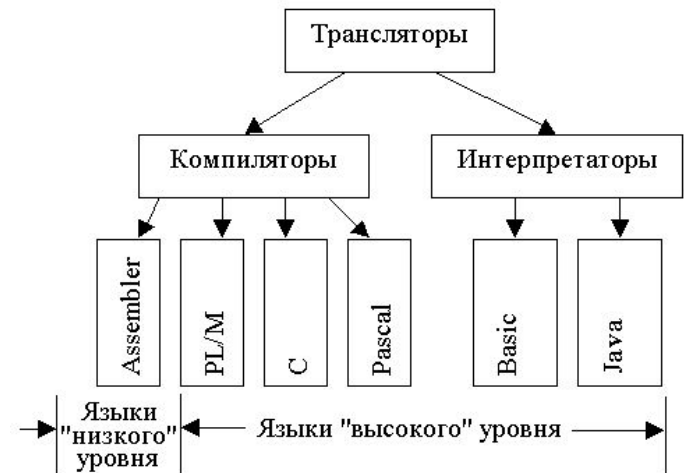 Трансляторы
Компиляторы
Интерпретаторы
Assembler
PL/M
C
Pascal
Basic
Java
Языки
"низкого"
уровня
Языки "высокого" уровня